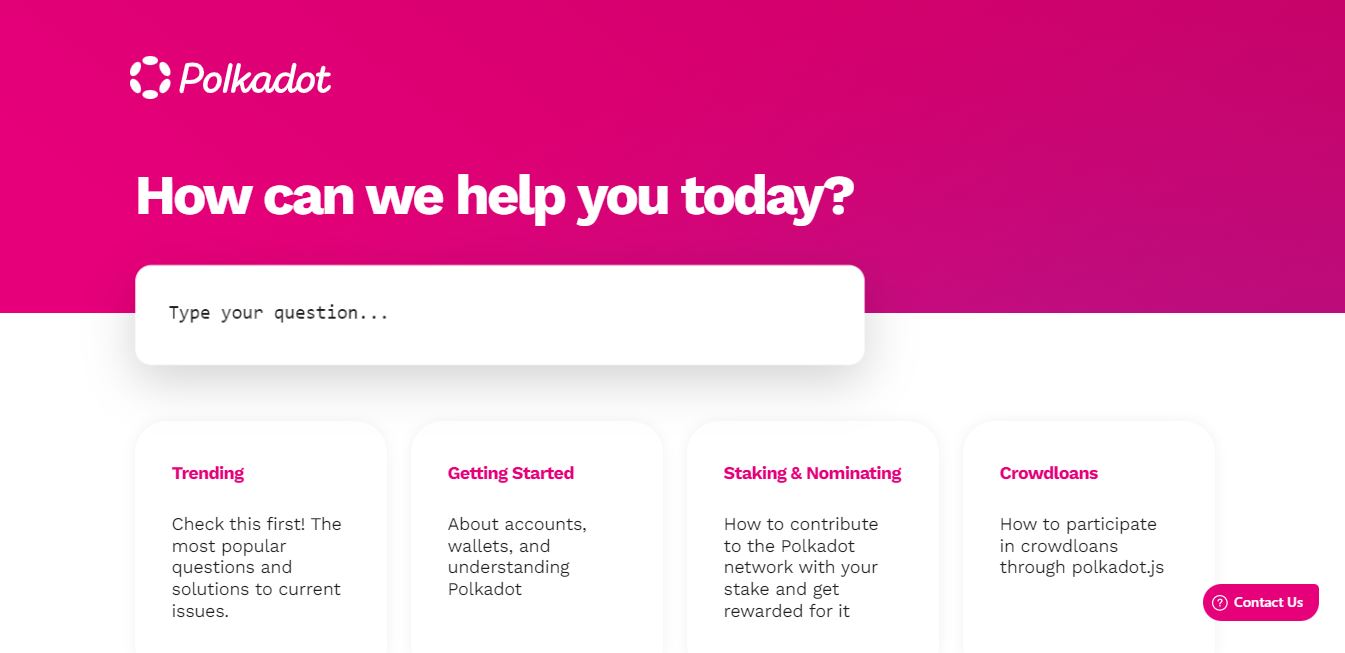 Polkadot
How can we help you today?
Type your question...
Trending
Check this first! The
most popular
questions and
solutions to current
issues.
Getting Started
About accounts,
wallets, and
understanding
Polkadot
Staking & Nominating
How to contribute
to the Polkadot
network with your
stake and get
rewarded for it
Crowdloans
How to participate
in crowdloans
through polkadot.js
? Contact Us